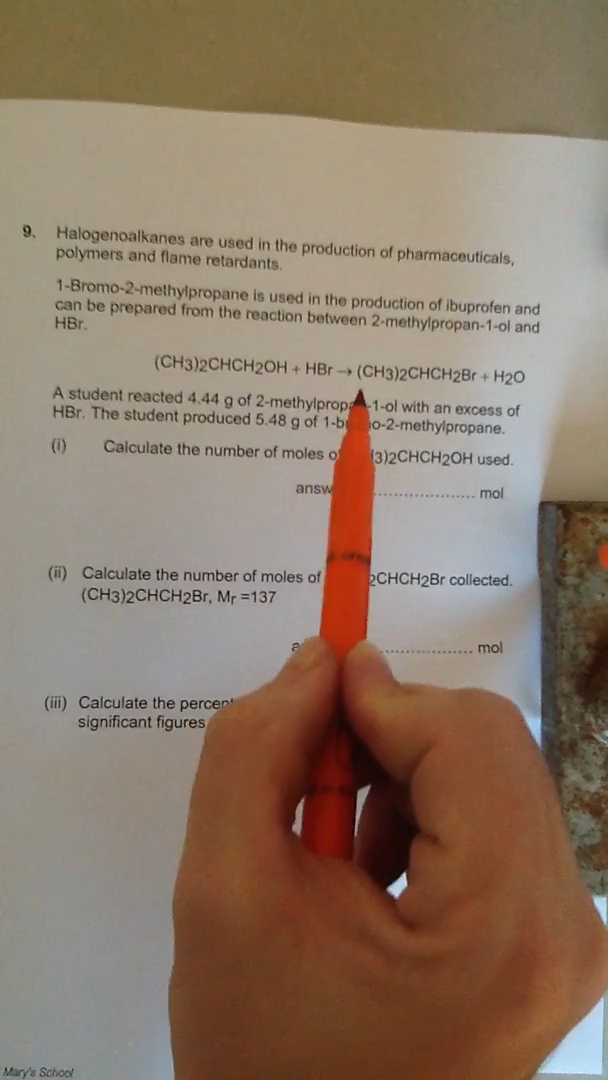 9. Halogenoalkanes are used in the production of pharmaceuticals,
polymers and flame retardants.
1-Bromo-2-methylpropane is used in the production of ibuprofen and
can be prepared from the reaction between 2-methylpropan-1-ol and
HBr.
(CH3)2CHCH2OH + HBr → (CH3)2CHCH2Br + H2O
A student reacted 4.44 g of 2-methylpropa -1-ol with an excess of
HBr. The student produced 5.48 g of 1-b o-2-methylpropane.
(i) Calculate the number of moles o 3)2CHCH2OH used.
answ .................... mol
(ii) Calculate the number of moles of 2CHCH2Br collected.
(CH3)2CHCH2Br, Mr =137
.................... mol
(iii) Calculate the percent
significant figures
Mary's School